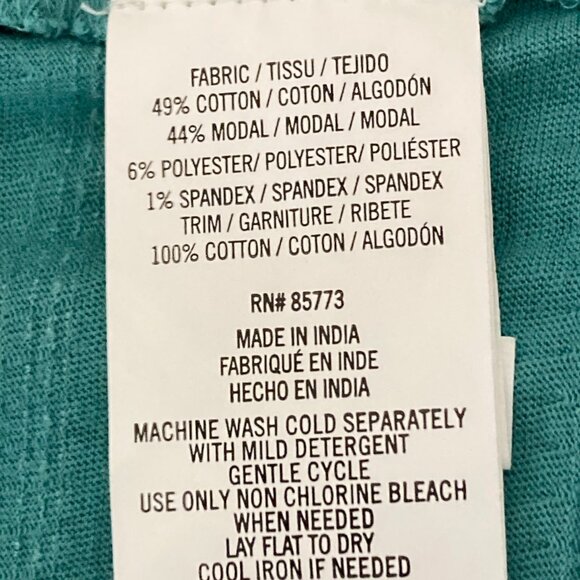 FABRIC / TISSU / TEJIDO
49% COTTON / COTON / ALGODÓN
44% MODAL / MODAL / MODAL
6% POLYESTER/ POLYESTER/ POLIÉSTER
1% SPANDEX / SPANDEX / SPANDEX
TRIM / GARNITURE / RIBETE
100% COTTON / COTON / ALGODÓN
RN# 85773
MADE IN INDIA
FABRIQUÉ EN INDE
HECHO EN INDIA
MACHINE WASH COLD SEPARATELY
WITH MILD DETERGENT
GENTLE CYCLE
USE ONLY NON CHLORINE BLEACH
WHEN NEEDED
LAY FLAT TO DRY
COOL IRON IF NEEDED